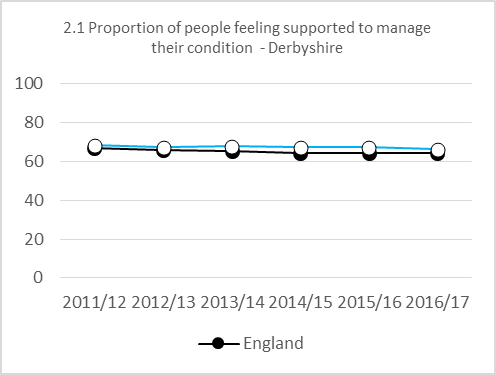 2.1 Proportion of people feeling supported to manage
their condition - Derbyshire
100
80
60
40
20
0
2011/12 2012/13 2013/14 2014/15 2015/16 2016/17
England